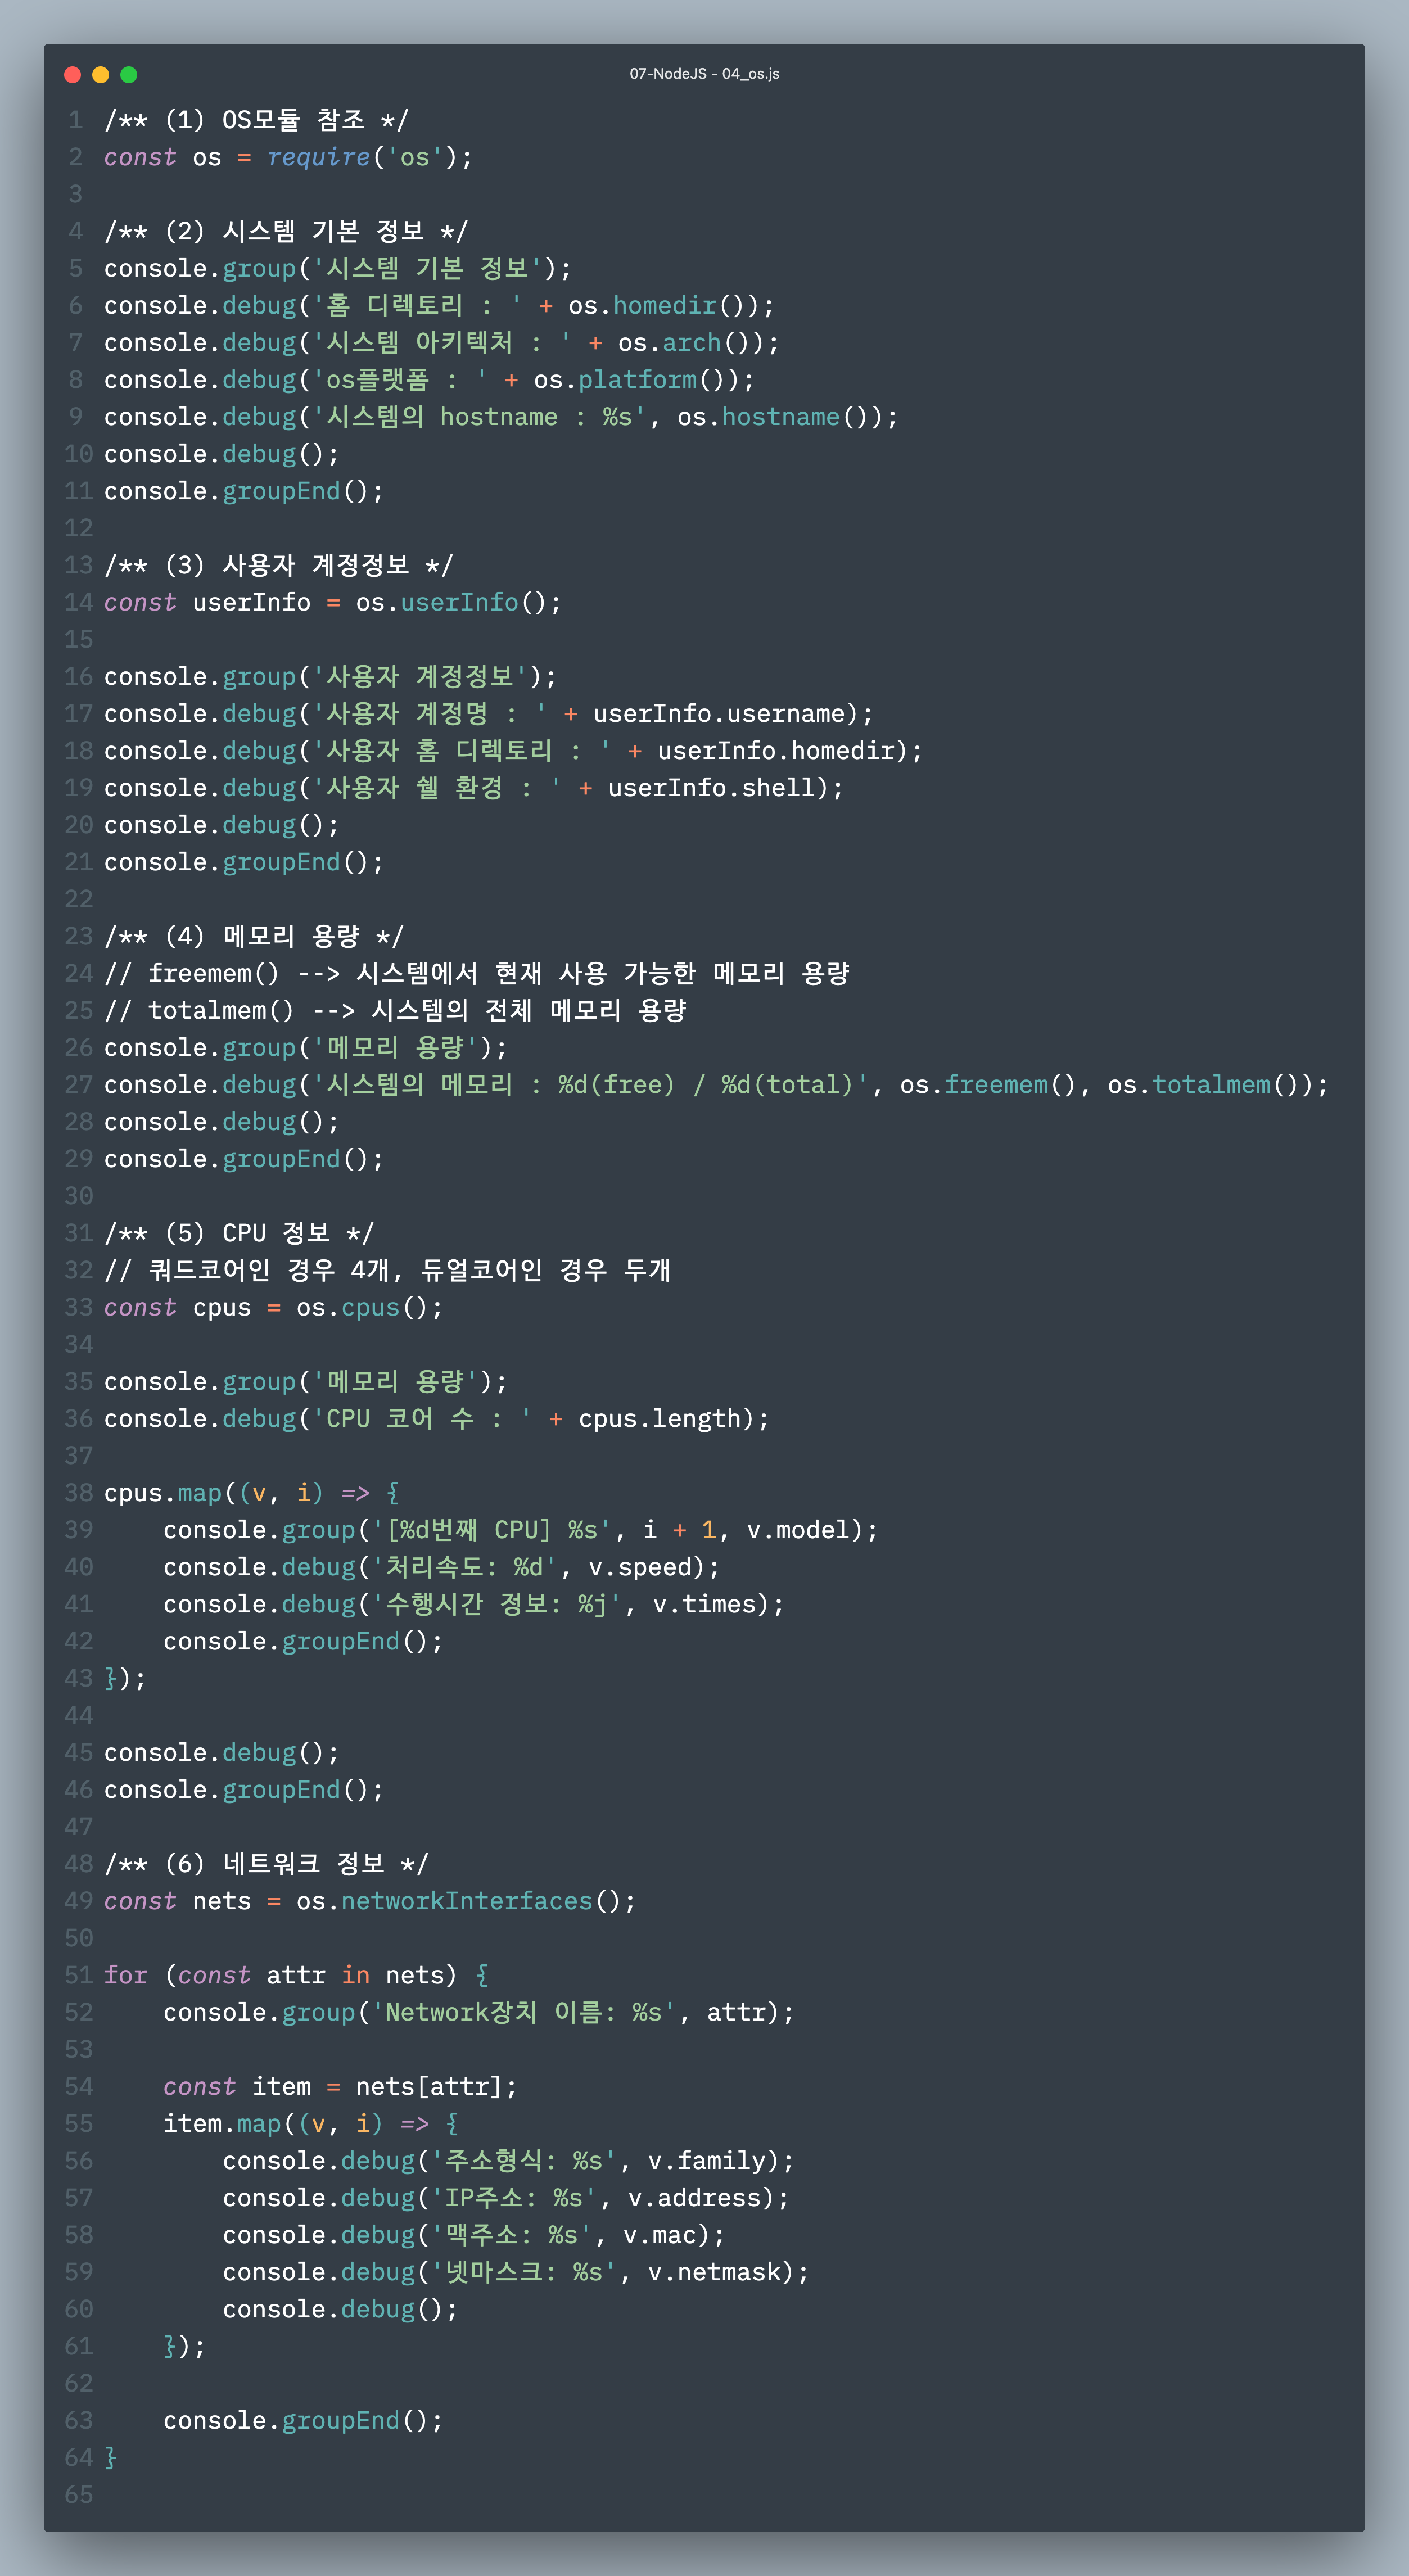 07-NodeJS - 04_os.js
1 /** (1) OS모듈 참조 */
2 const os = require('os');
3
4 /** (2) 시스템 기본 정보 */
5 console.group('시스템 기본 정보');
6 console.debug('홈 디렉토리 : ' + os.homedir());
7 console.debug('시스템 아키텍처 : ' + os.arch());
8 console.debug('os플랫폼 : ' + os.platform());
9 console.debug('시스템의 hostname : %s', os.hostname());
10 console.debug();
11 console.groupEnd();
12
13 /** (3) 사용자 계정정보 */
14 const userInfo = os.userInfo();
15
16 console.group('사용자 계정정보');
17 console.debug('사용자 계정명 : ' + userInfo.username);
18 console.debug('사용자 홈 디렉토리 : ' + userInfo.homedir);
19 console.debug('사용자 쉘 환경 : ' + userInfo.shell);
20 console.debug();
21 console.groupEnd();
22
23 /** (4) 메모리 용량 */
24 // freemem() --> 시스템에서 현재 사용 가능한 메모리 용량
25 // totalmem() --> 시스템의 전체 메모리 용량
26 console.group('메모리 용량');
27 console.debug('시스템의 메모리 : %d(free) / %d(total)', os.freemem(), os.totalmem());
28 console.debug();
29 console.groupEnd();
30
31 /** (5) CPU 정보 */
32 // 쿼드코어인 경우 4개, 듀얼코어인 경우 두개
33 const cpus = os.cpus();
34
35 console.group('메모리 용량');
36 console.debug('CPU 코어 수 : ' + cpus.length);
37
38 cpus.map((v, i) => {
39     console.group('[%d번째 CPU] %s', i + 1, v.model);
40     console.debug('처리속도: %d', v.speed);
41     console.debug('수행시간 정보: %j', v.times);
42     console.groupEnd();
43 });
44
45 console.debug();
46 console.groupEnd();
47
48 /** (6) 네트워크 정보 */
49 const nets = os.networkInterfaces();
50
51 for (const attr in nets) {
52     console.group('Network장치 이름: %s', attr);
53
54     const item = nets[attr];
55     item.map((v, i) => {
56         console.debug('주소형식: %s', v.family);
57         console.debug('IP주소: %s', v.address);
58         console.debug('맥주소: %s', v.mac);
59         console.debug('넷마스크: %s', v.netmask);
60         console.debug();
61     });
62
63     console.groupEnd();
64 }
65